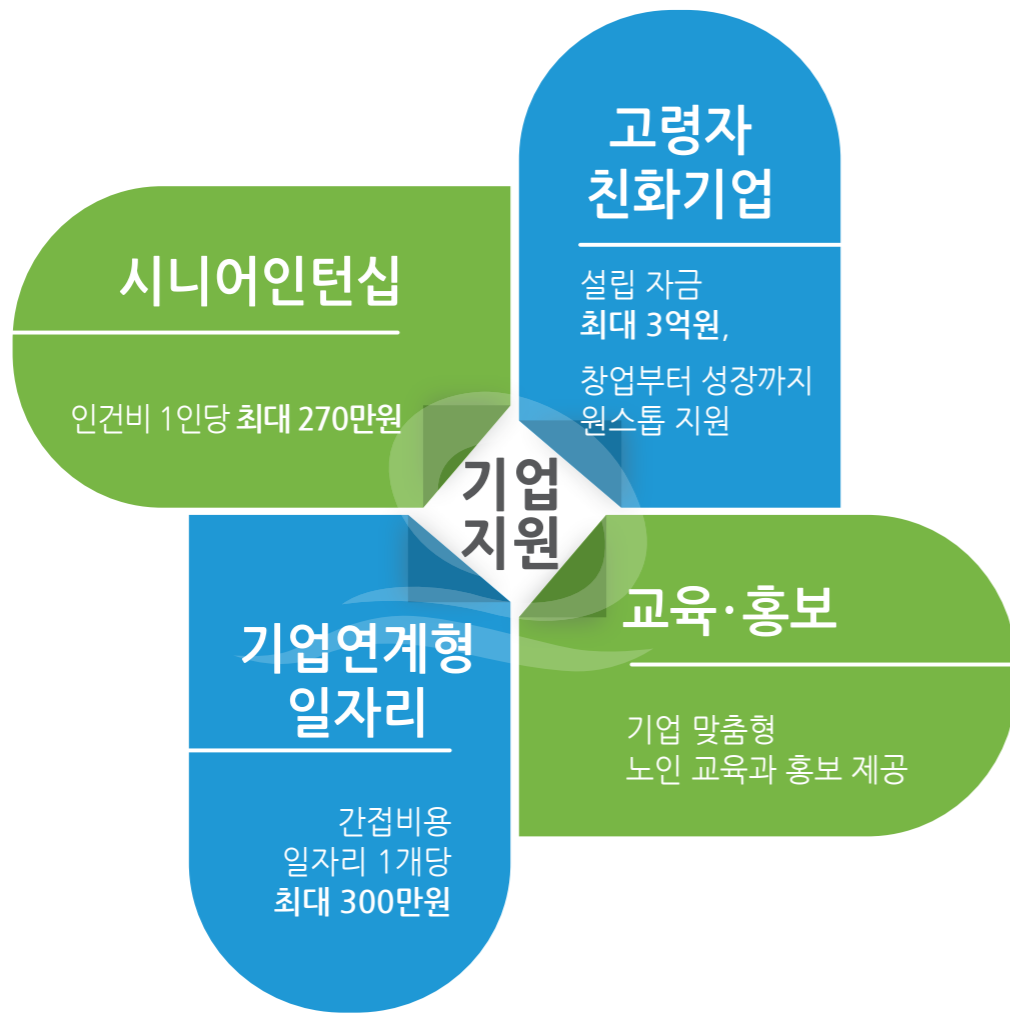 고령자
친화기업
설립 자금
최대 3억원,
창업부터 성장까지
원스톱 지원
시니어인턴십
인건비 1인당 최대 270만원
기업
지원
기업연계형
일자리
간접비용
일자리 1개당
최대 300만원
교육·홍보
기업 맞춤형
노인 교육과 홍보 제공